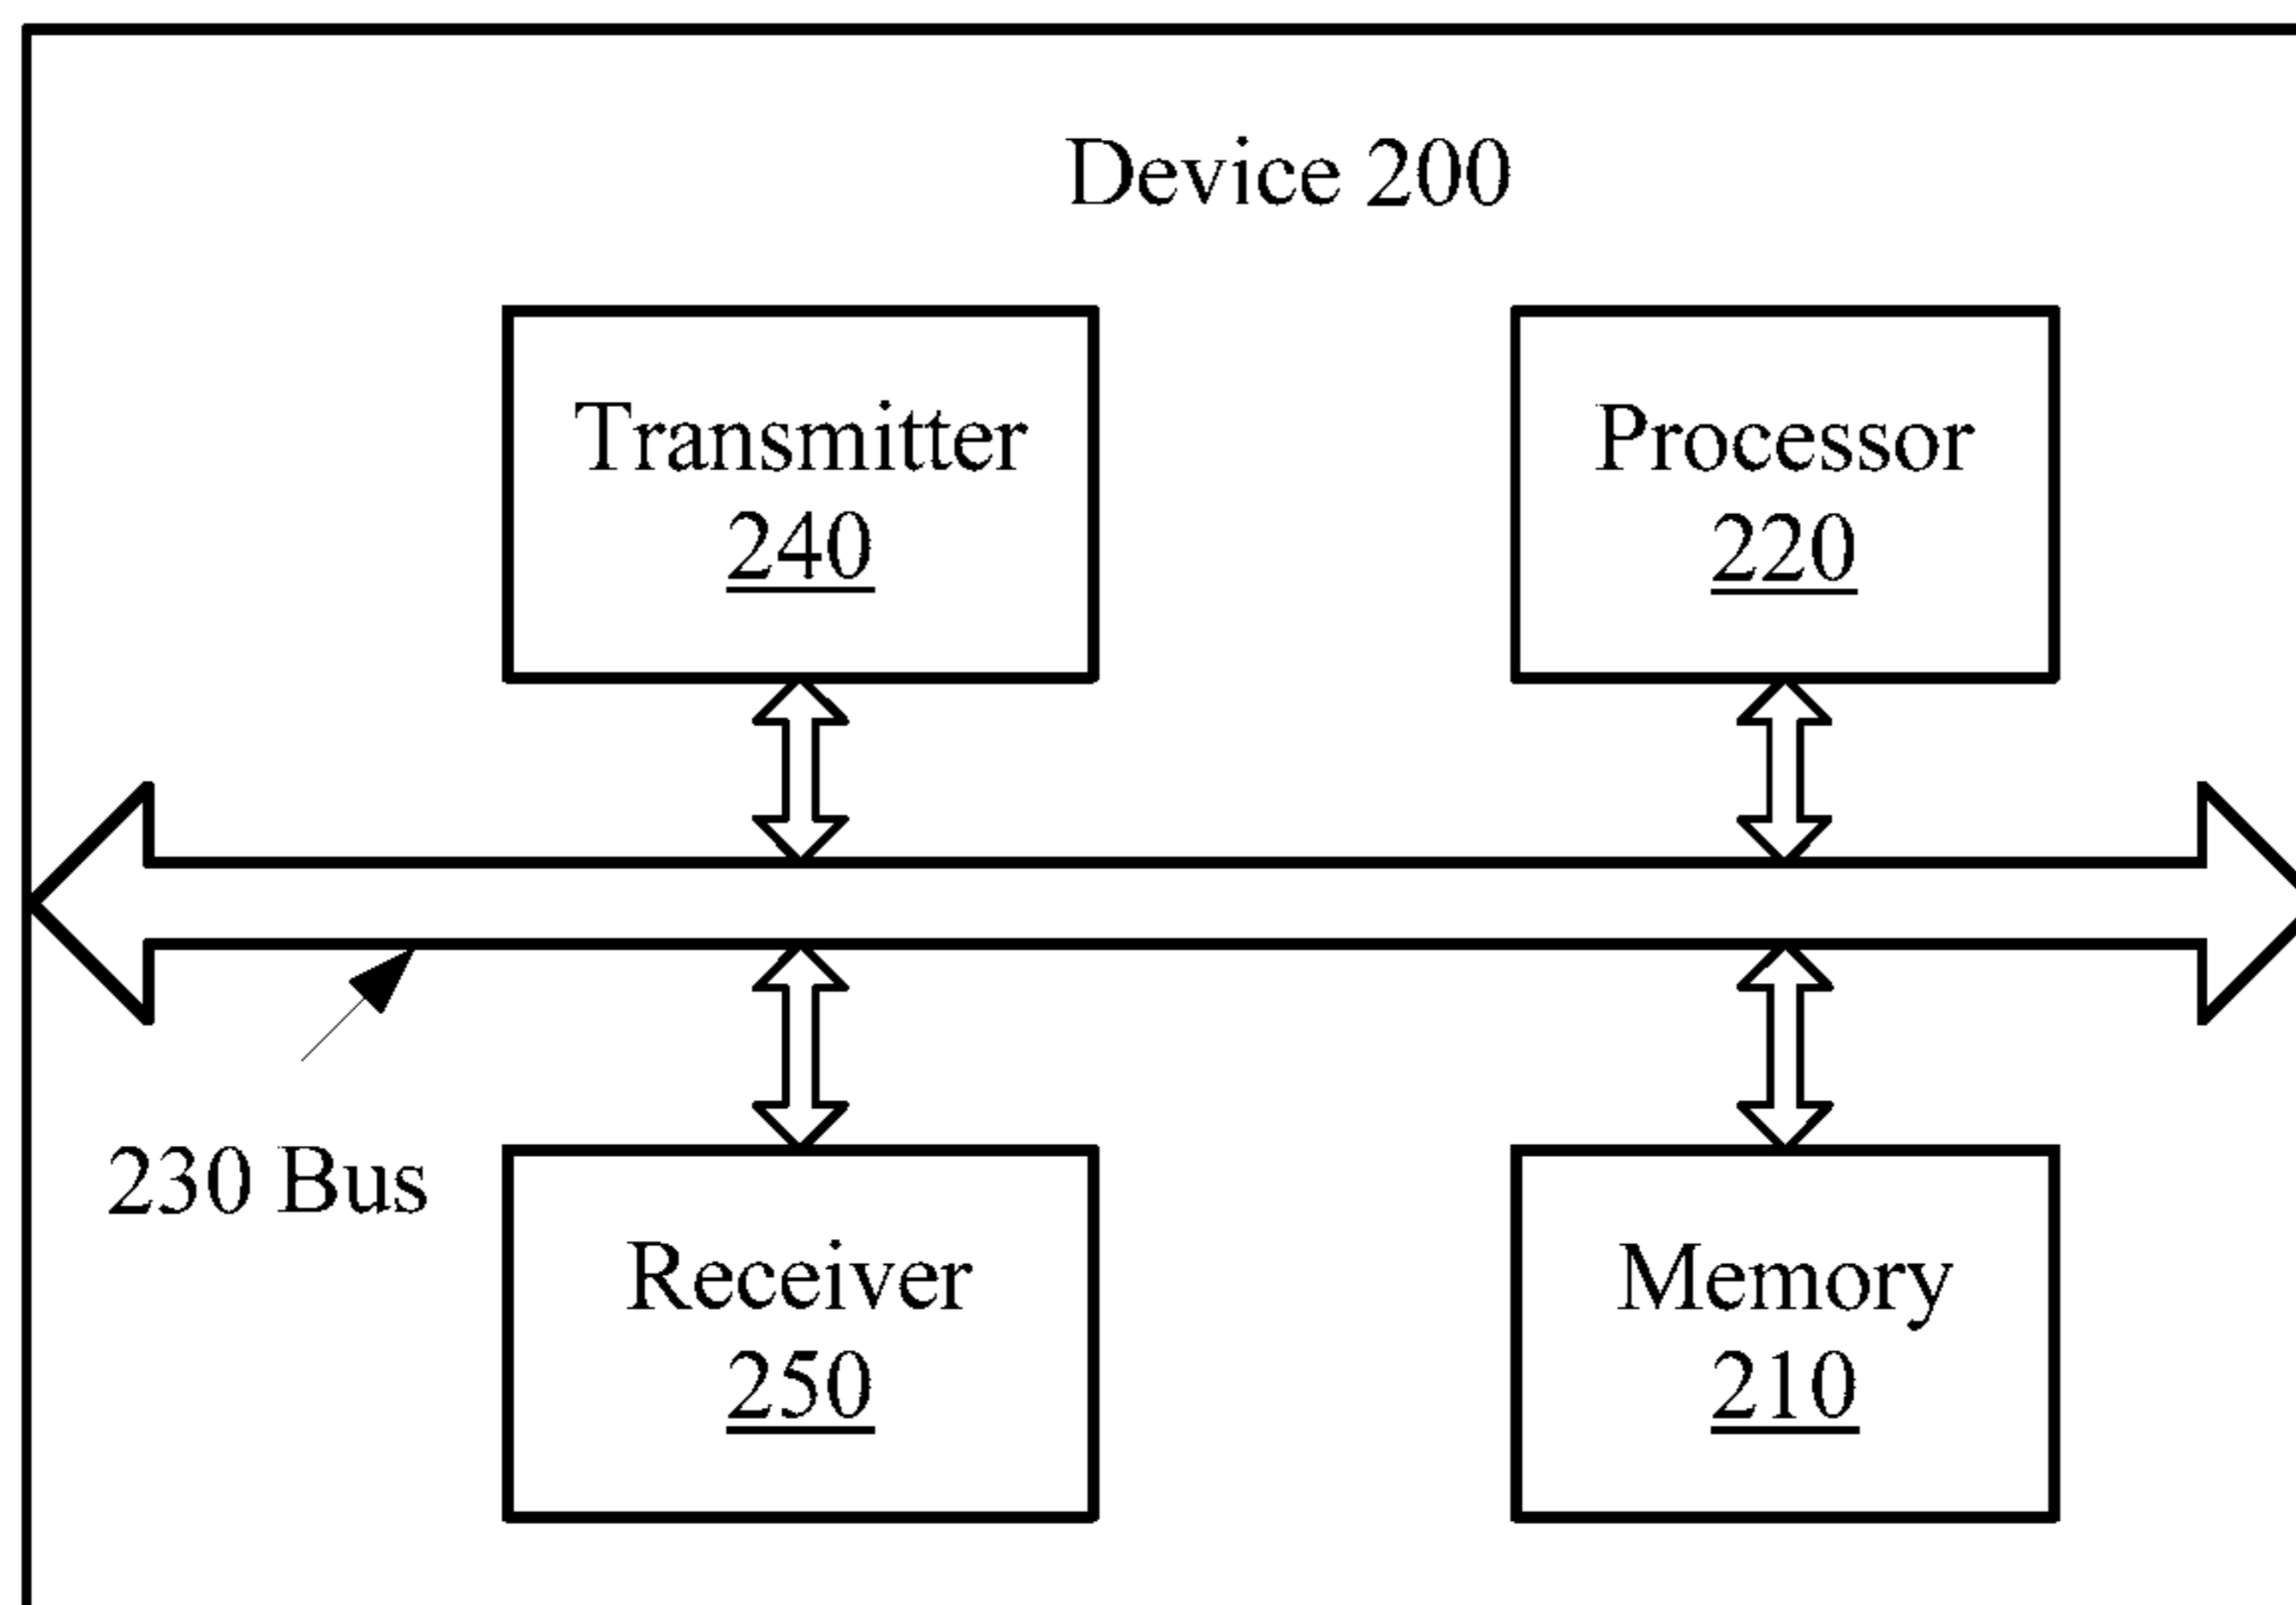 Device 200
Transmitter
240
Processor
220
230 Bus
Receiver
250
Memory
210